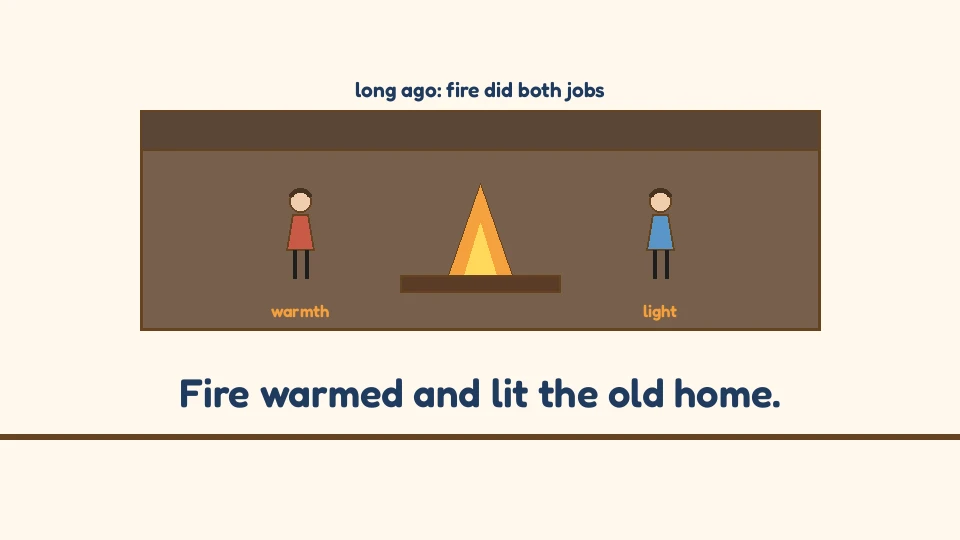 long ago: fire did both jobs
warmth
light
Fire warmed and lit the old home.